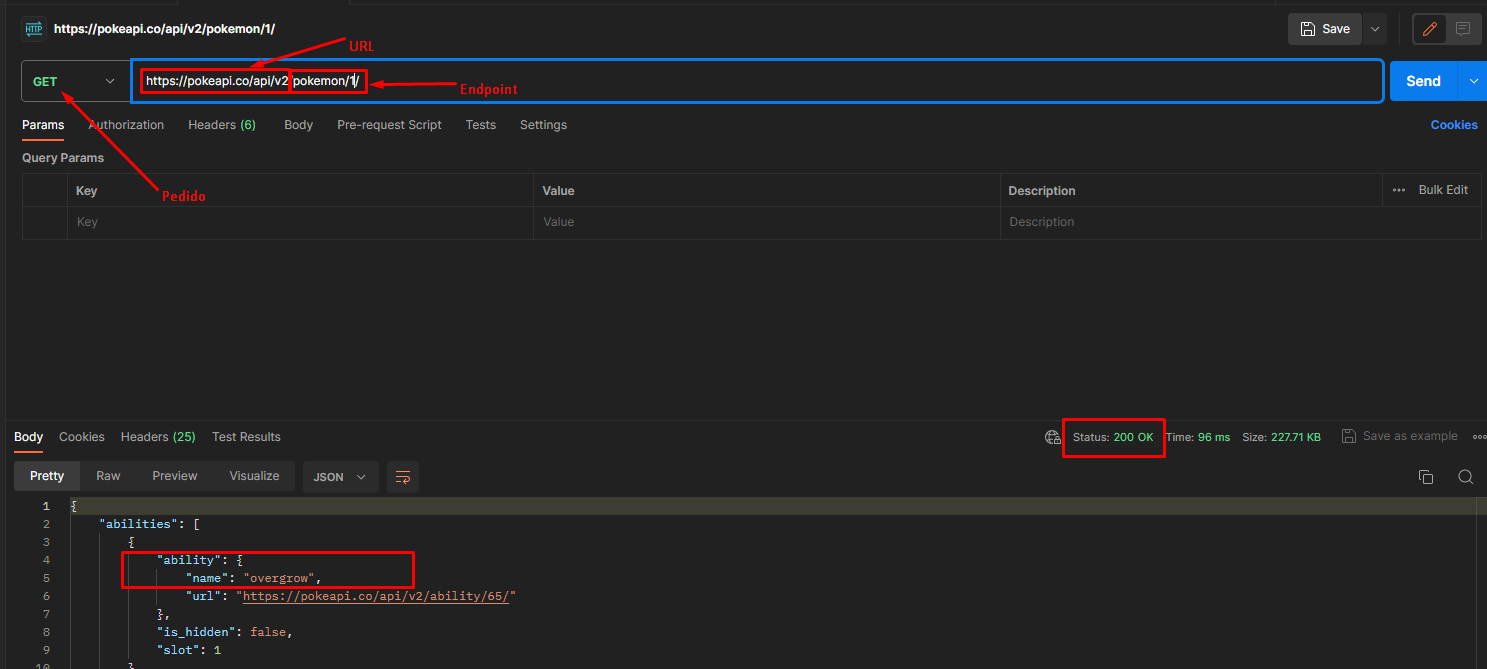 HTTP https://pokeapi.co/api/v2/pokemon/1/ Save
URL
GET https://pokeapi.co/api/v2/pokemon/1/ Send
Endpoint
Params Authorization Headers (6) Body Pre-request Script Tests Settings Cookies
Query Params
Pedido
Key Value Description ••• Bulk Edit
Key Value Description
Body Cookies Headers (25) Test Results Status: 200 OK Time: 96 ms Size: 227.71 KB Save as example •••
Pretty Raw Preview Visualize JSON
1 {
2 "abilities": [
3 {
4 "ability": {
5 "name": "overgrow",
6 "url": "https://pokeapi.co/api/v2/ability/65/"
7 },
8 "is_hidden": false,
9 "slot": 1
10 }